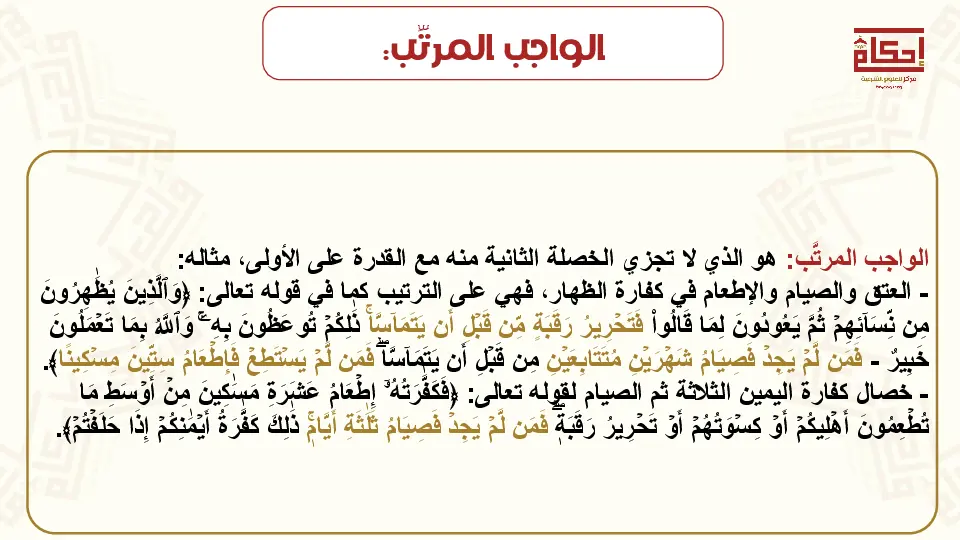 الواجب المرتَّب:
إحكام
مركز للعلوم الشرعية
الواجب المرتَّب: هو الذي لا تجزي الخصلة الثانية منه مع القدرة على الأولى، مثاله:
- العتق والصيام والإطعام في كفارة الظهار، فهي على الترتيب كما في قوله تعالى: ﴿وَٱلَّذِينَ يُظَٰهِرُونَ
مِن نِّسَآئِهِمۡ ثُمَّ يَعُودُونَ لِمَا قَالُواْ فَتَحۡرِيرُ رَقَبَةٖ مِّن قَبۡلِ أَن يَتَمَآسَّاۚ ذَٰلِكُمۡ تُوعَظُونَ بِهِۦۚ وَٱللَّهُ بِمَا تَعۡمَلُونَ
خَبِيرٞ - فَمَن لَّمۡ يَجِدۡ فَصِيَامُ شَهۡرَيۡنِ مُتَتَابِعَيۡنِ مِن قَبۡلِ أَن يَتَمَآسَّاۖ فَمَن لَّمۡ يَسۡتَطِعۡ فَإِطۡعَامُ سِتِّينَ مِسۡكِينٗا﴾.
- خصال كفارة اليمين الثلاثة ثم الصيام لقوله تعالى: ﴿فَكَفَّٰرَتُهُۥٓ إِطۡعَامُ عَشَرَةِ مَسَٰكِينَ مِنۡ أَوۡسَطِ مَا
تُطۡعِمُونَ أَهۡلِيكُمۡ أَوۡ كِسۡوَتُهُمۡ أَوۡ تَحۡرِيرُ رَقَبَةٖۖ فَمَن لَّمۡ يَجِدۡ فَصِيَامُ ثَلَٰثَةِ أَيَّامٖۚ ذَٰلِكَ كَفَّٰرَةُ أَيۡمَٰنِكُمۡ إِذَا حَلَفۡتُمۡ﴾.